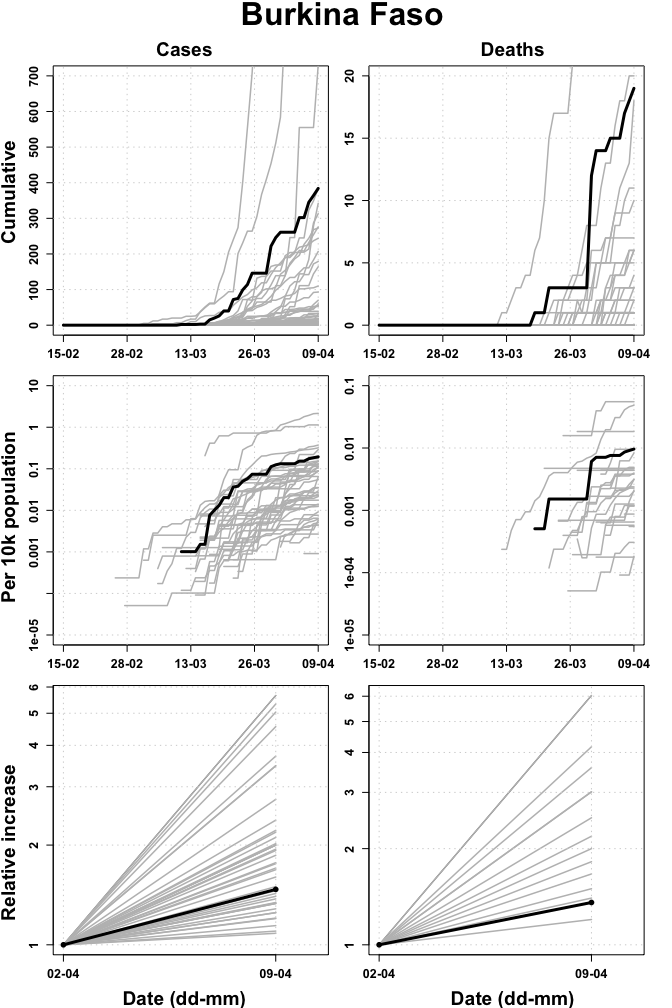 Burkina Faso
Cases
Deaths
Cumulative
0 100 200 300 400 500 600 700
15-02 28-02 13-03 26-03 09-04
0 5 10 15 20
15-02 28-02 13-03 26-03 09-04
Per 10k population
1e-05 0.001 0.01 0.1 1 10
15-02 28-02 13-03 26-03 09-04
1e-05 1e-04 0.001 0.01 0.1
15-02 28-02 13-03 26-03 09-04
Relative increase
1 2 3 4 5 6
02-04 09-04
1 2 3 4 5 6
02-04 09-04
Date (dd-mm)
Date (dd-mm)